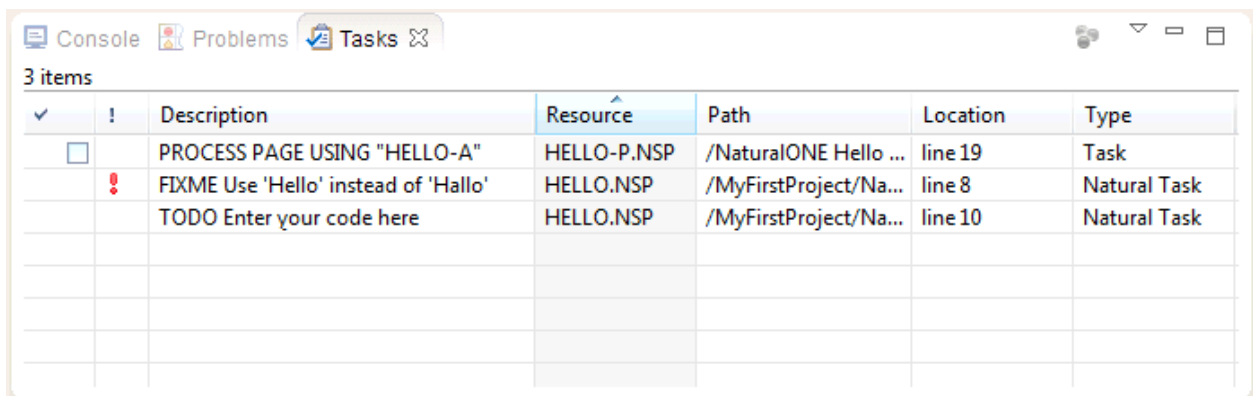 Console Problems Tasks
3 items
! Description Resource Path Location Type
PROCESS PAGE USING "HELLO-A" HELLO-P.NSP /NaturalONE Hello ... line 19 Task
FIXME Use 'Hello' instead of 'Hallo' HELLO.NSP /MyFirstProject/Na... line 8 Natural Task
TODO Enter your code here HELLO.NSP /MyFirstProject/Na... line 10 Natural Task